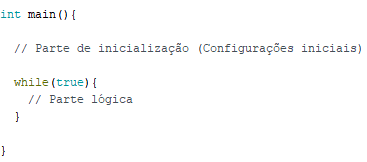 int main(){
// Parte de inicialização (Configurações iniciais)
while(true){
// Parte lógica
}
}